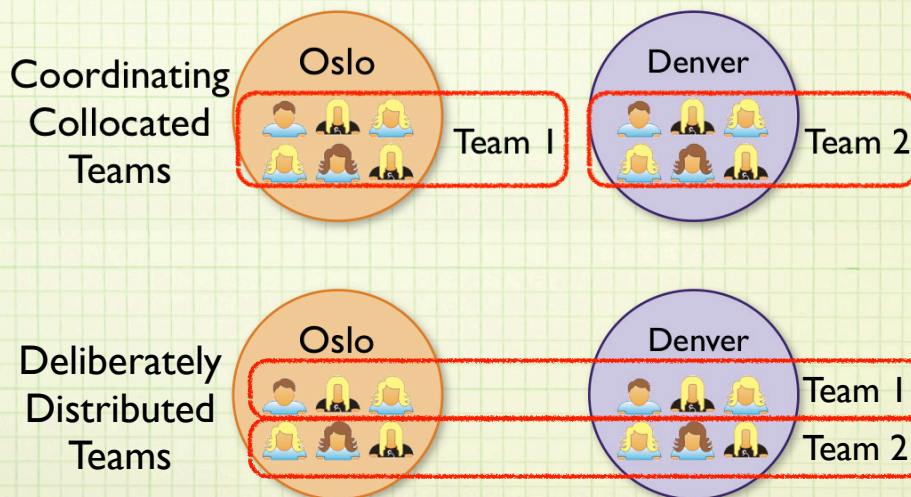 Oslo
Denver
Coordinating
Collocated
Teams
Team 1
Team 2
Oslo
Denver
Deliberately
Distributed
Teams
Team 1
Team 2